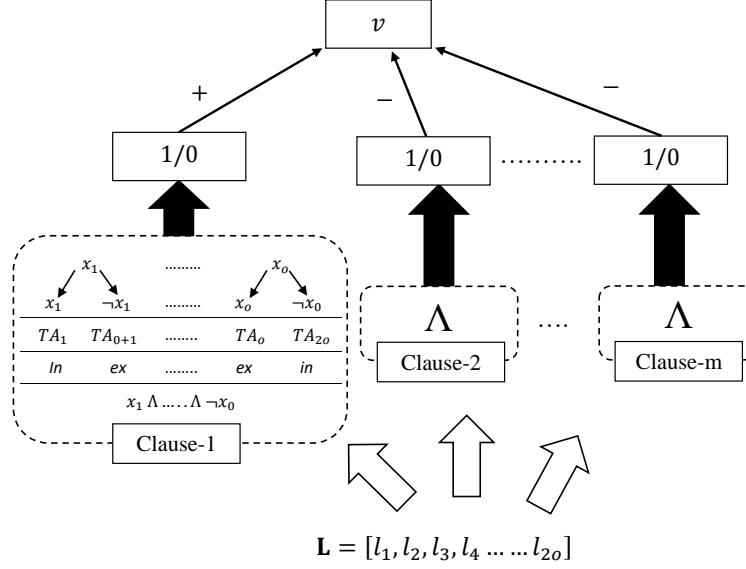 v
+ − −
1/0 1/0 .......... 1/0
x₁ ........ xₒ
x₁ ¬x₁ ........ xₒ ¬x₀
TA₁ TA₀₊₁ ........ TAₒ TA₂ₒ
In ex ........ ex in
x₁ Λ ..... Λ ¬x₀
Clause-1
Λ .... Λ
Clause-2 Clause-m
L = [l₁, l₂, l₃, l₄ … … l₂ₒ]